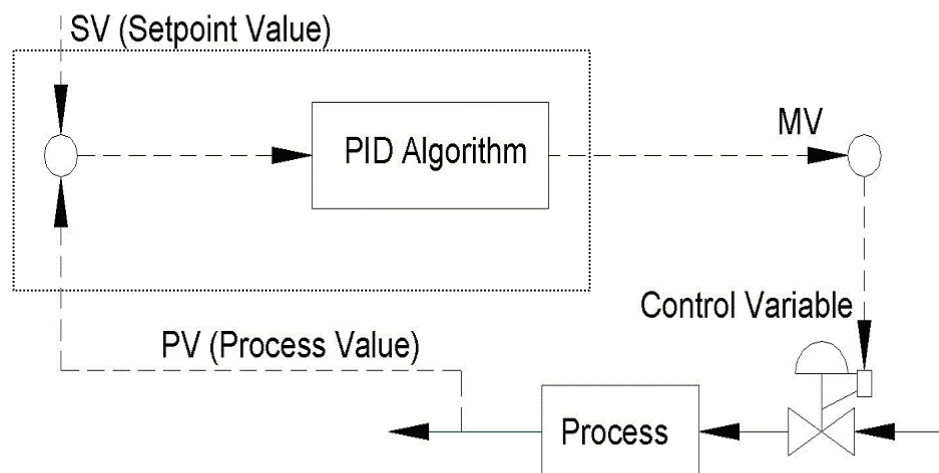 SV (Setpoint Value)
PID Algorithm
MV
Control Variable
PV (Process Value)
Process